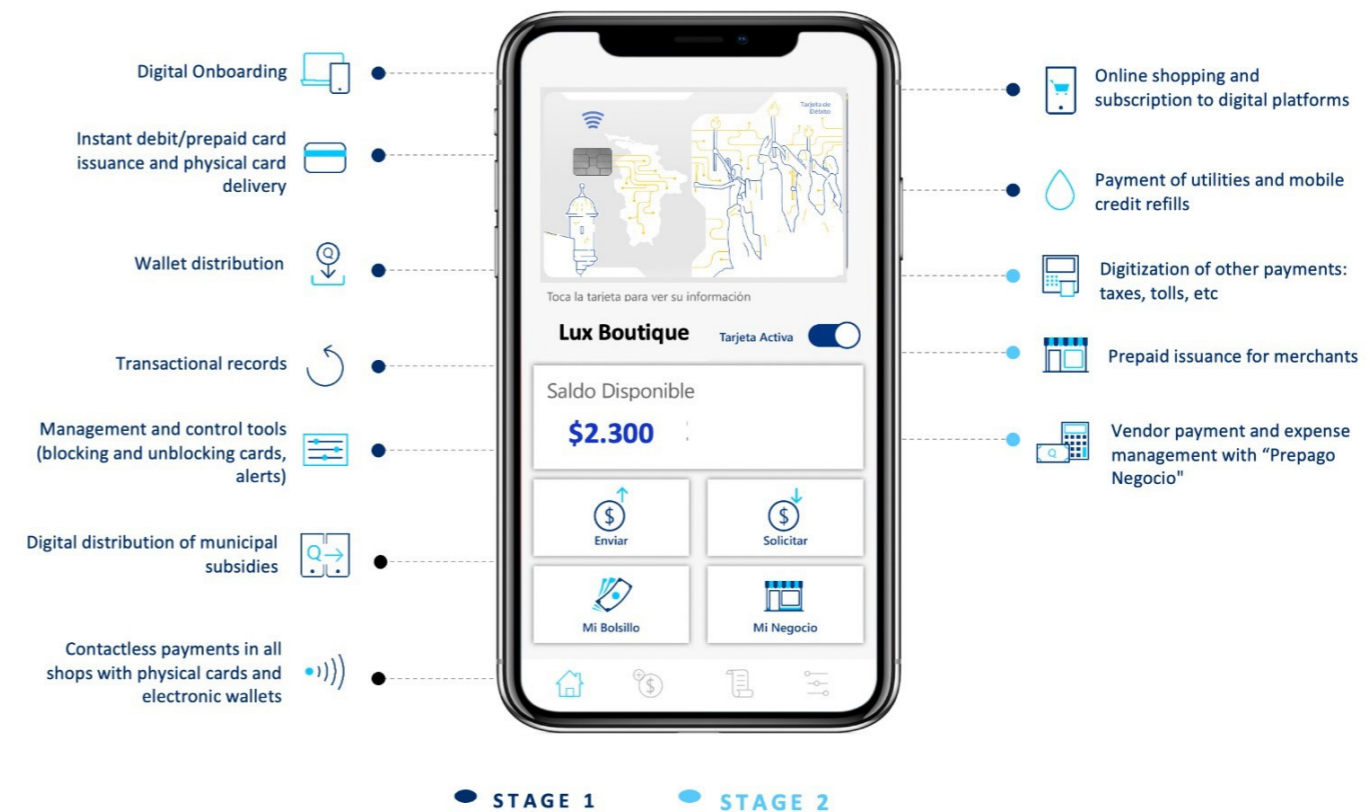 Digital Onboarding
Instant debit/prepaid card
issuance and physical card
delivery
Wallet distribution
Transactional records
Management and control tools
(blocking and unblocking cards,
alerts)
Digital distribution of municipal
subsidies
Contactless payments in all
shops with physical cards and
electronic wallets
Tarjeta de
Débito
Toca la tarjeta para ver su información
Lux Boutique
Tarjeta Activa
Saldo Disponible
$2.300
Enviar
Solicitar
Mi Bolsillo
Mi Negocio
Online shopping and
subscription to digital platforms
Payment of utilities and mobile
credit refills
Digitization of other payments:
taxes, tolls, etc
Prepaid issuance for merchants
Vendor payment and expense
management with “Prepago
Negocio"
STAGE 1
STAGE 2